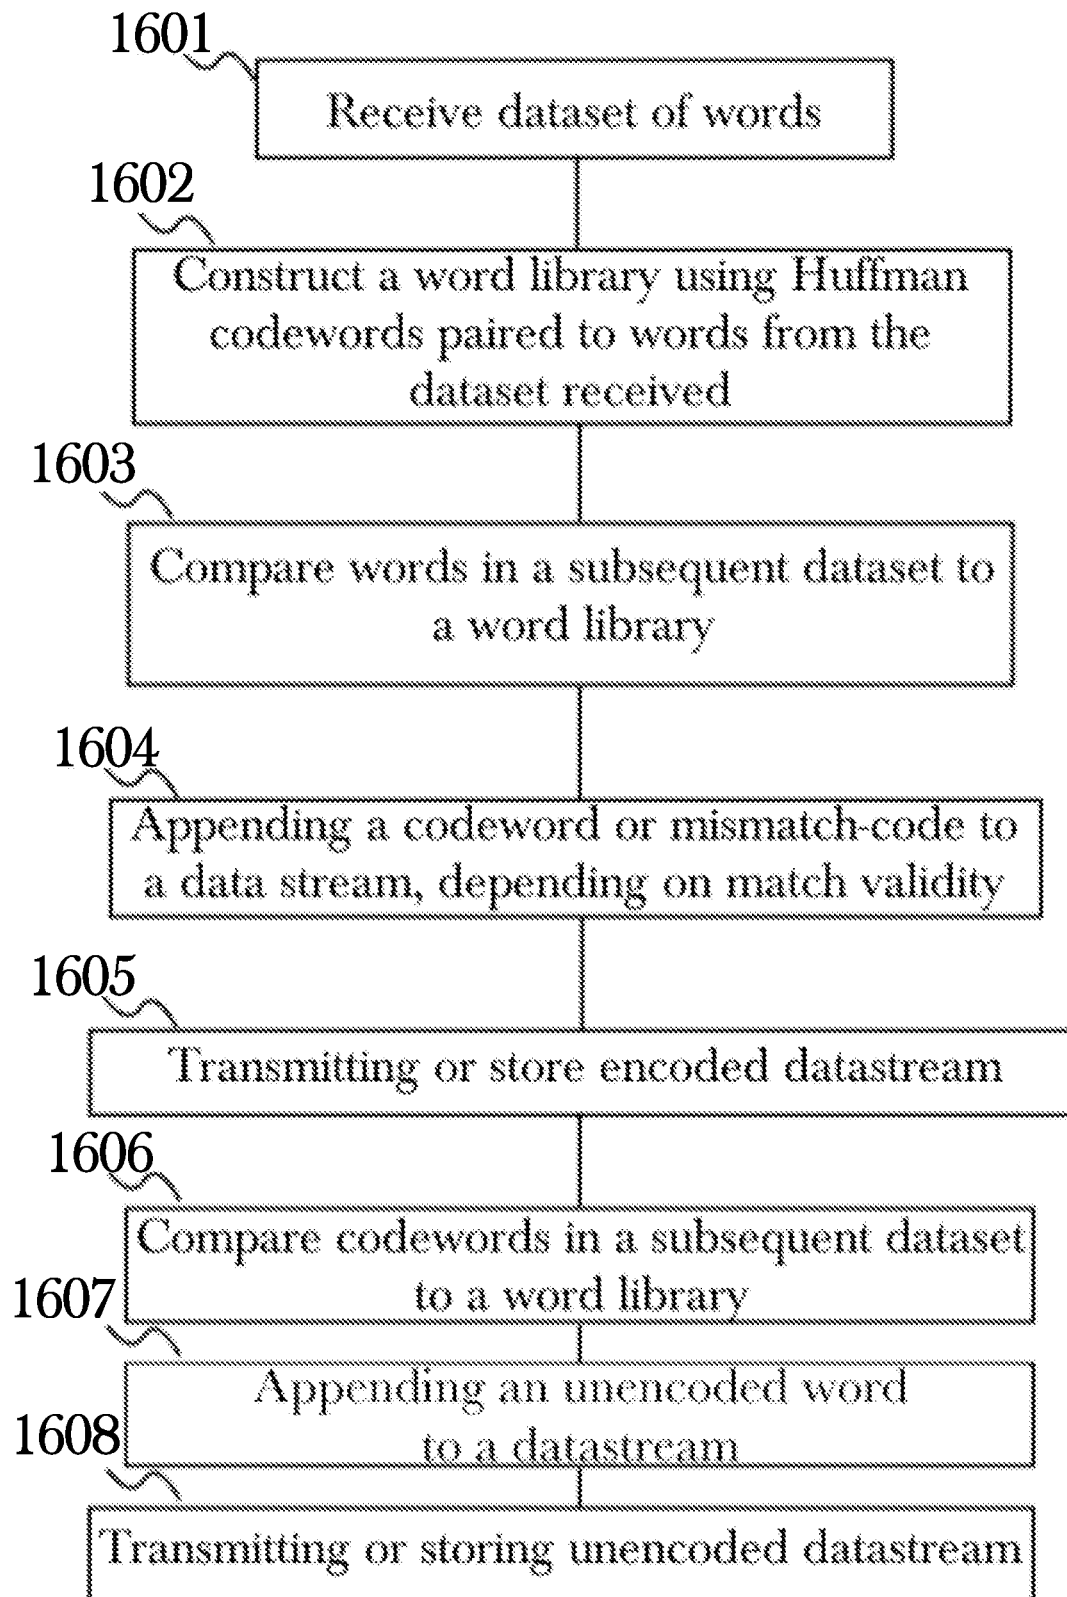 1601
Receive dataset of words
1602
Construct a word library using Huffman
codewords paired to words from the
dataset received
1603
Compare words in a subsequent dataset to
a word library
1604
Appending a codeword or mismatch-code to
a data stream, depending on match validity
1605
Transmitting or store encoded datastream
1606
Compare codewords in a subsequent dataset
to a word library
1607
Appending an unencoded word
to a datastream
1608
Transmitting or storing unencoded datastream